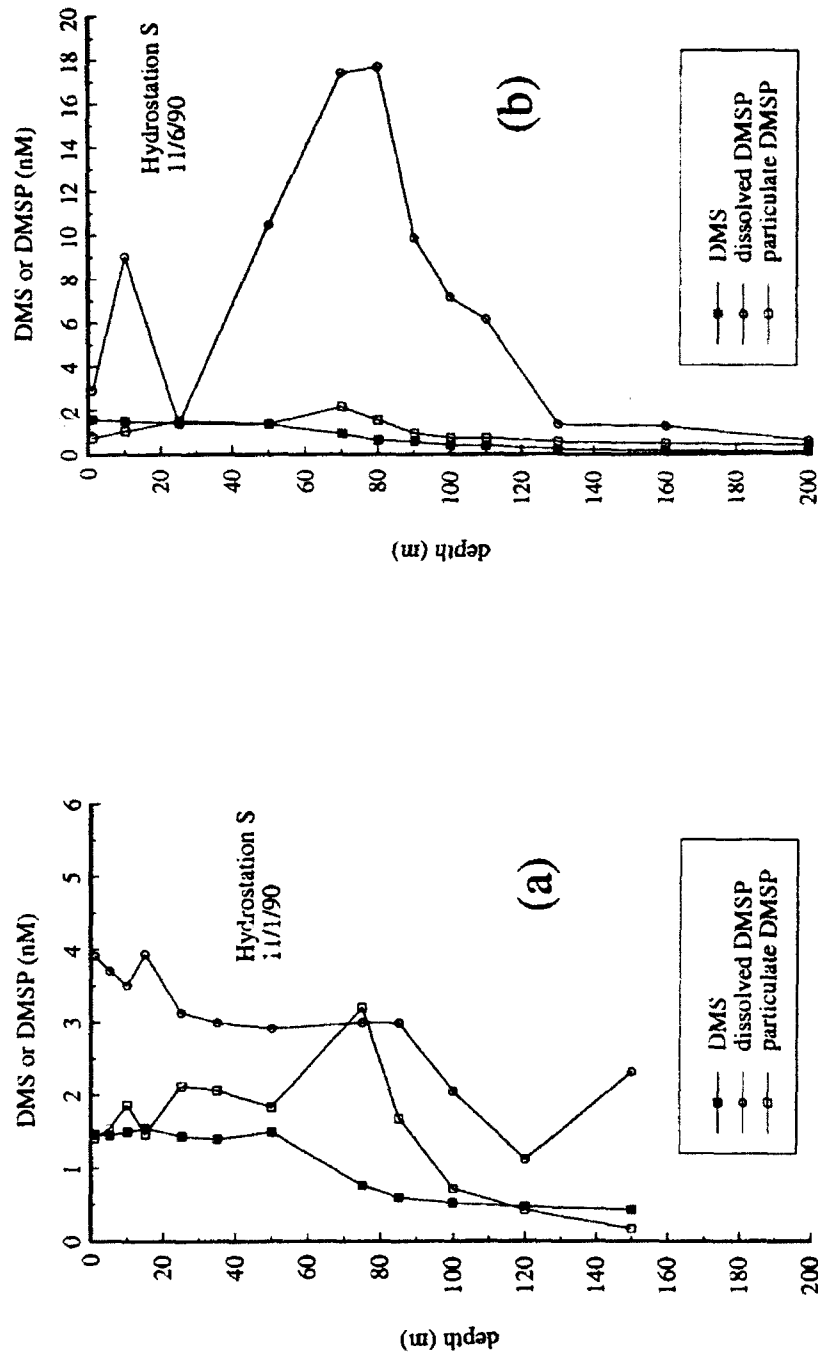 DMS or DMSP (nM)
0 1 2 3 4 5 6
0
20
40
60
80
100
120
140
160
180
200
depth (m)
Hydrostation S
11/1/90
(a)
DMS
dissolved DMSP
particulate DMSP
DMS or DMSP (nM)
0 2 4 6 8 10 12 14 16 18 20
0
20
40
60
80
100
120
140
160
180
200
depth (m)
Hydrostation S
11/6/90
(b)
DMS
dissolved DMSP
particulate DMSP